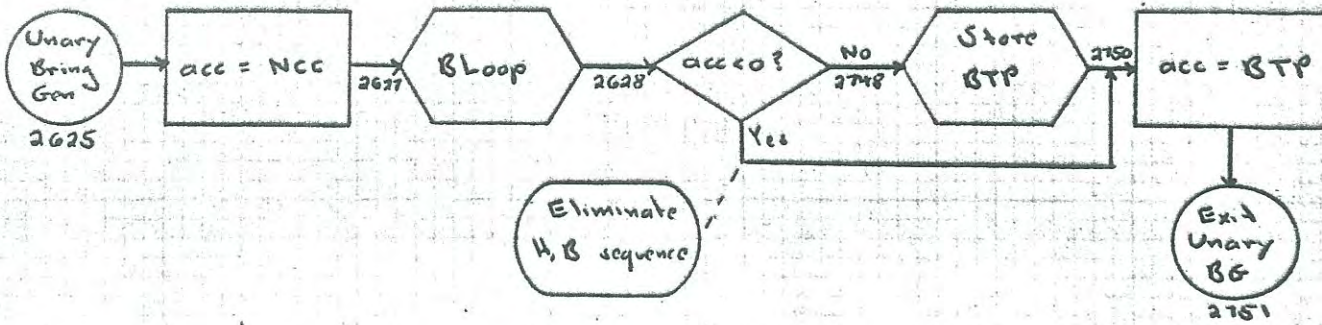 Unary
Bring
Gen
2625
acc = NCC
2627
BLoop
2628
acc<0?
No
2748
Yes
Store
BTP
2750
acc = BTP
Eliminate
H,B sequence
Exit
Unary
BG
2751